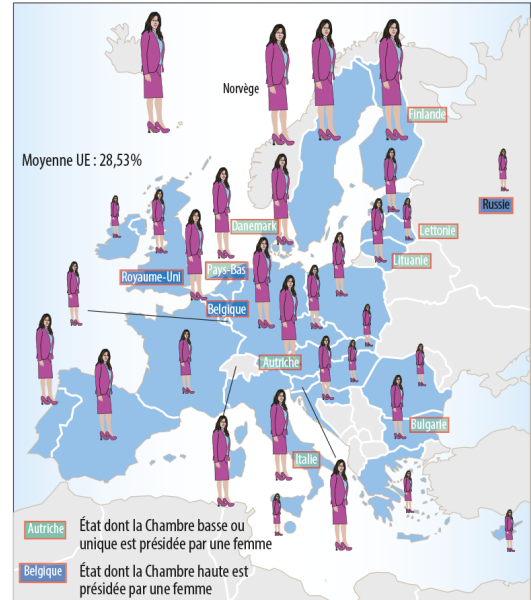 Norvège
Finlande
Moyenne UE : 28,53%
Russie
Danemark
Lettonie
Lituanie
Royaume-Uni
Pays-Bas
Belgique
Autriche
Bulgarie
Italie
Autriche
État dont la Chambre basse ou
unique est présidée par une femme
Belgique
État dont la Chambre haute est
présidée par une femme